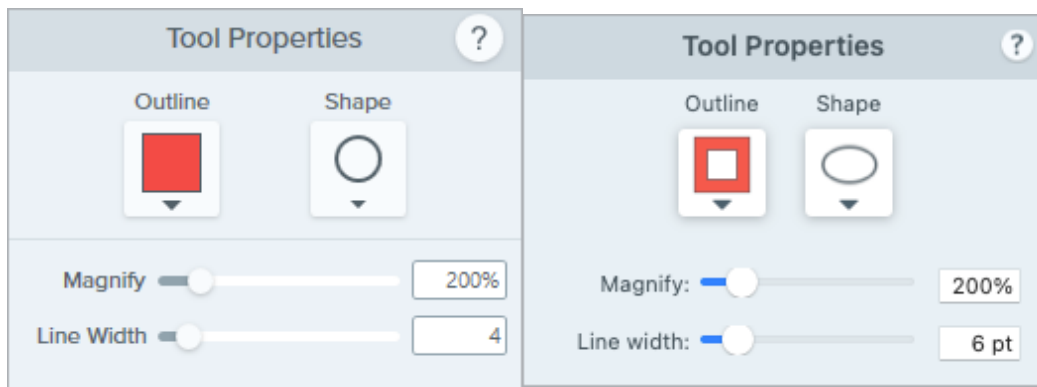 Tool Properties ?
Outline Shape
Magnify 200%
Line Width 4
Tool Properties ?
Outline Shape
Magnify: 200%
Line width: 6 pt